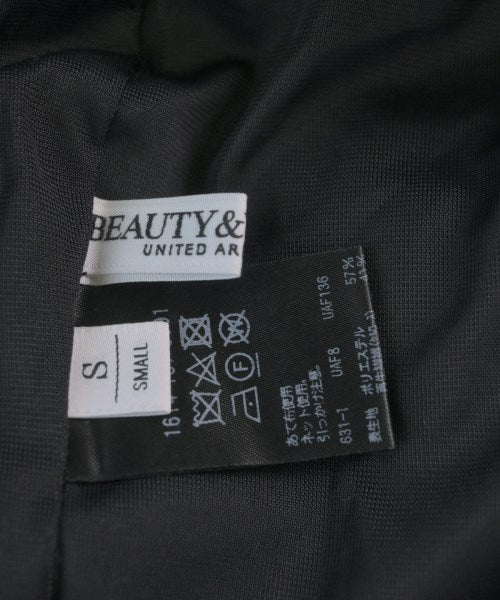 BEAUTY&
UNITED AR
S
SMALL
あて布使用
ネット使用。
引っかけ注意。
631-1 UAF8 UAF136
表生地 ポリエステル 57%